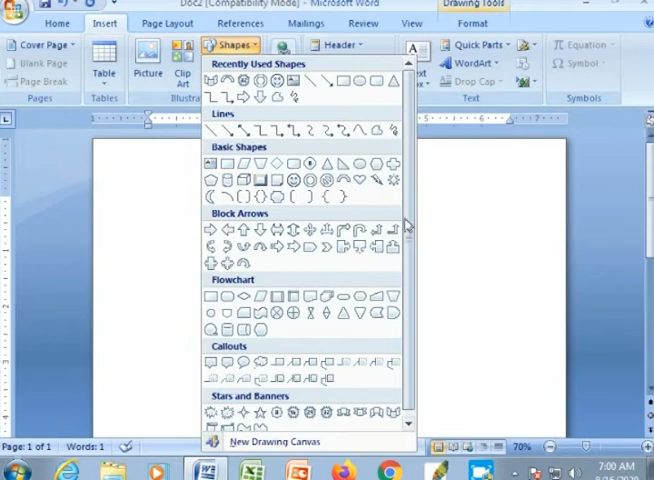 Doc2 [Compatibility Mode] - Microsoft Word
Drawing Tools
Home Insert Page Layout References Mailings Review View Format
Cover Page
Blank Page
Page Break
Pages
Table
Tables
Picture
Clip
Art
Shapes
Header
Quick Parts
WordArt
Drop Cap
Text
Equation
Symbol
Symbols
Recently Used Shapes
Lines
Basic Shapes
Block Arrows
Flowchart
Callouts
Stars and Banners
New Drawing Canvas
Page: 1 of 1 Words: 1
70%
7:00 AM